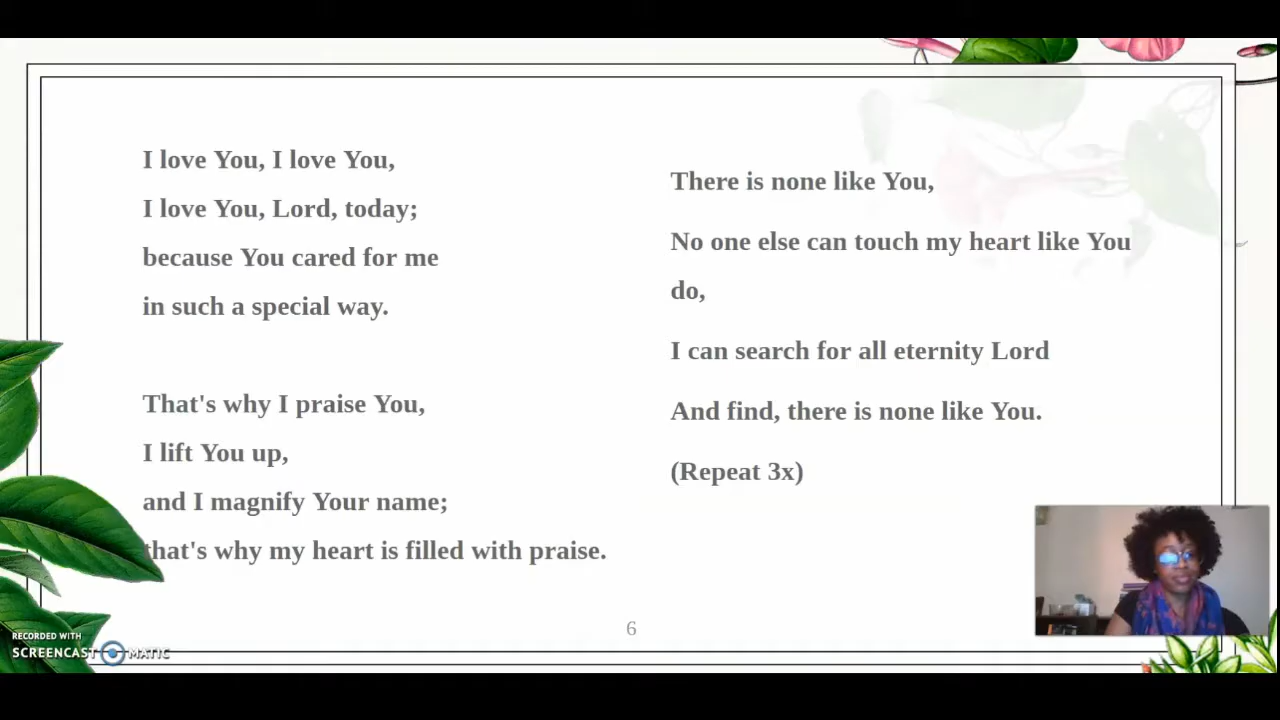 I love You, I love You,
I love You, Lord, today;
because You cared for me
in such a special way.
That's why I praise You,
I lift You up,
and I magnify Your name;
that's why my heart is filled with praise.
There is none like You,
No one else can touch my heart like You
do,
I can search for all eternity Lord
And find, there is none like You.
(Repeat 3x)
6
RECORDED WITH
SCREENCAST MATIC